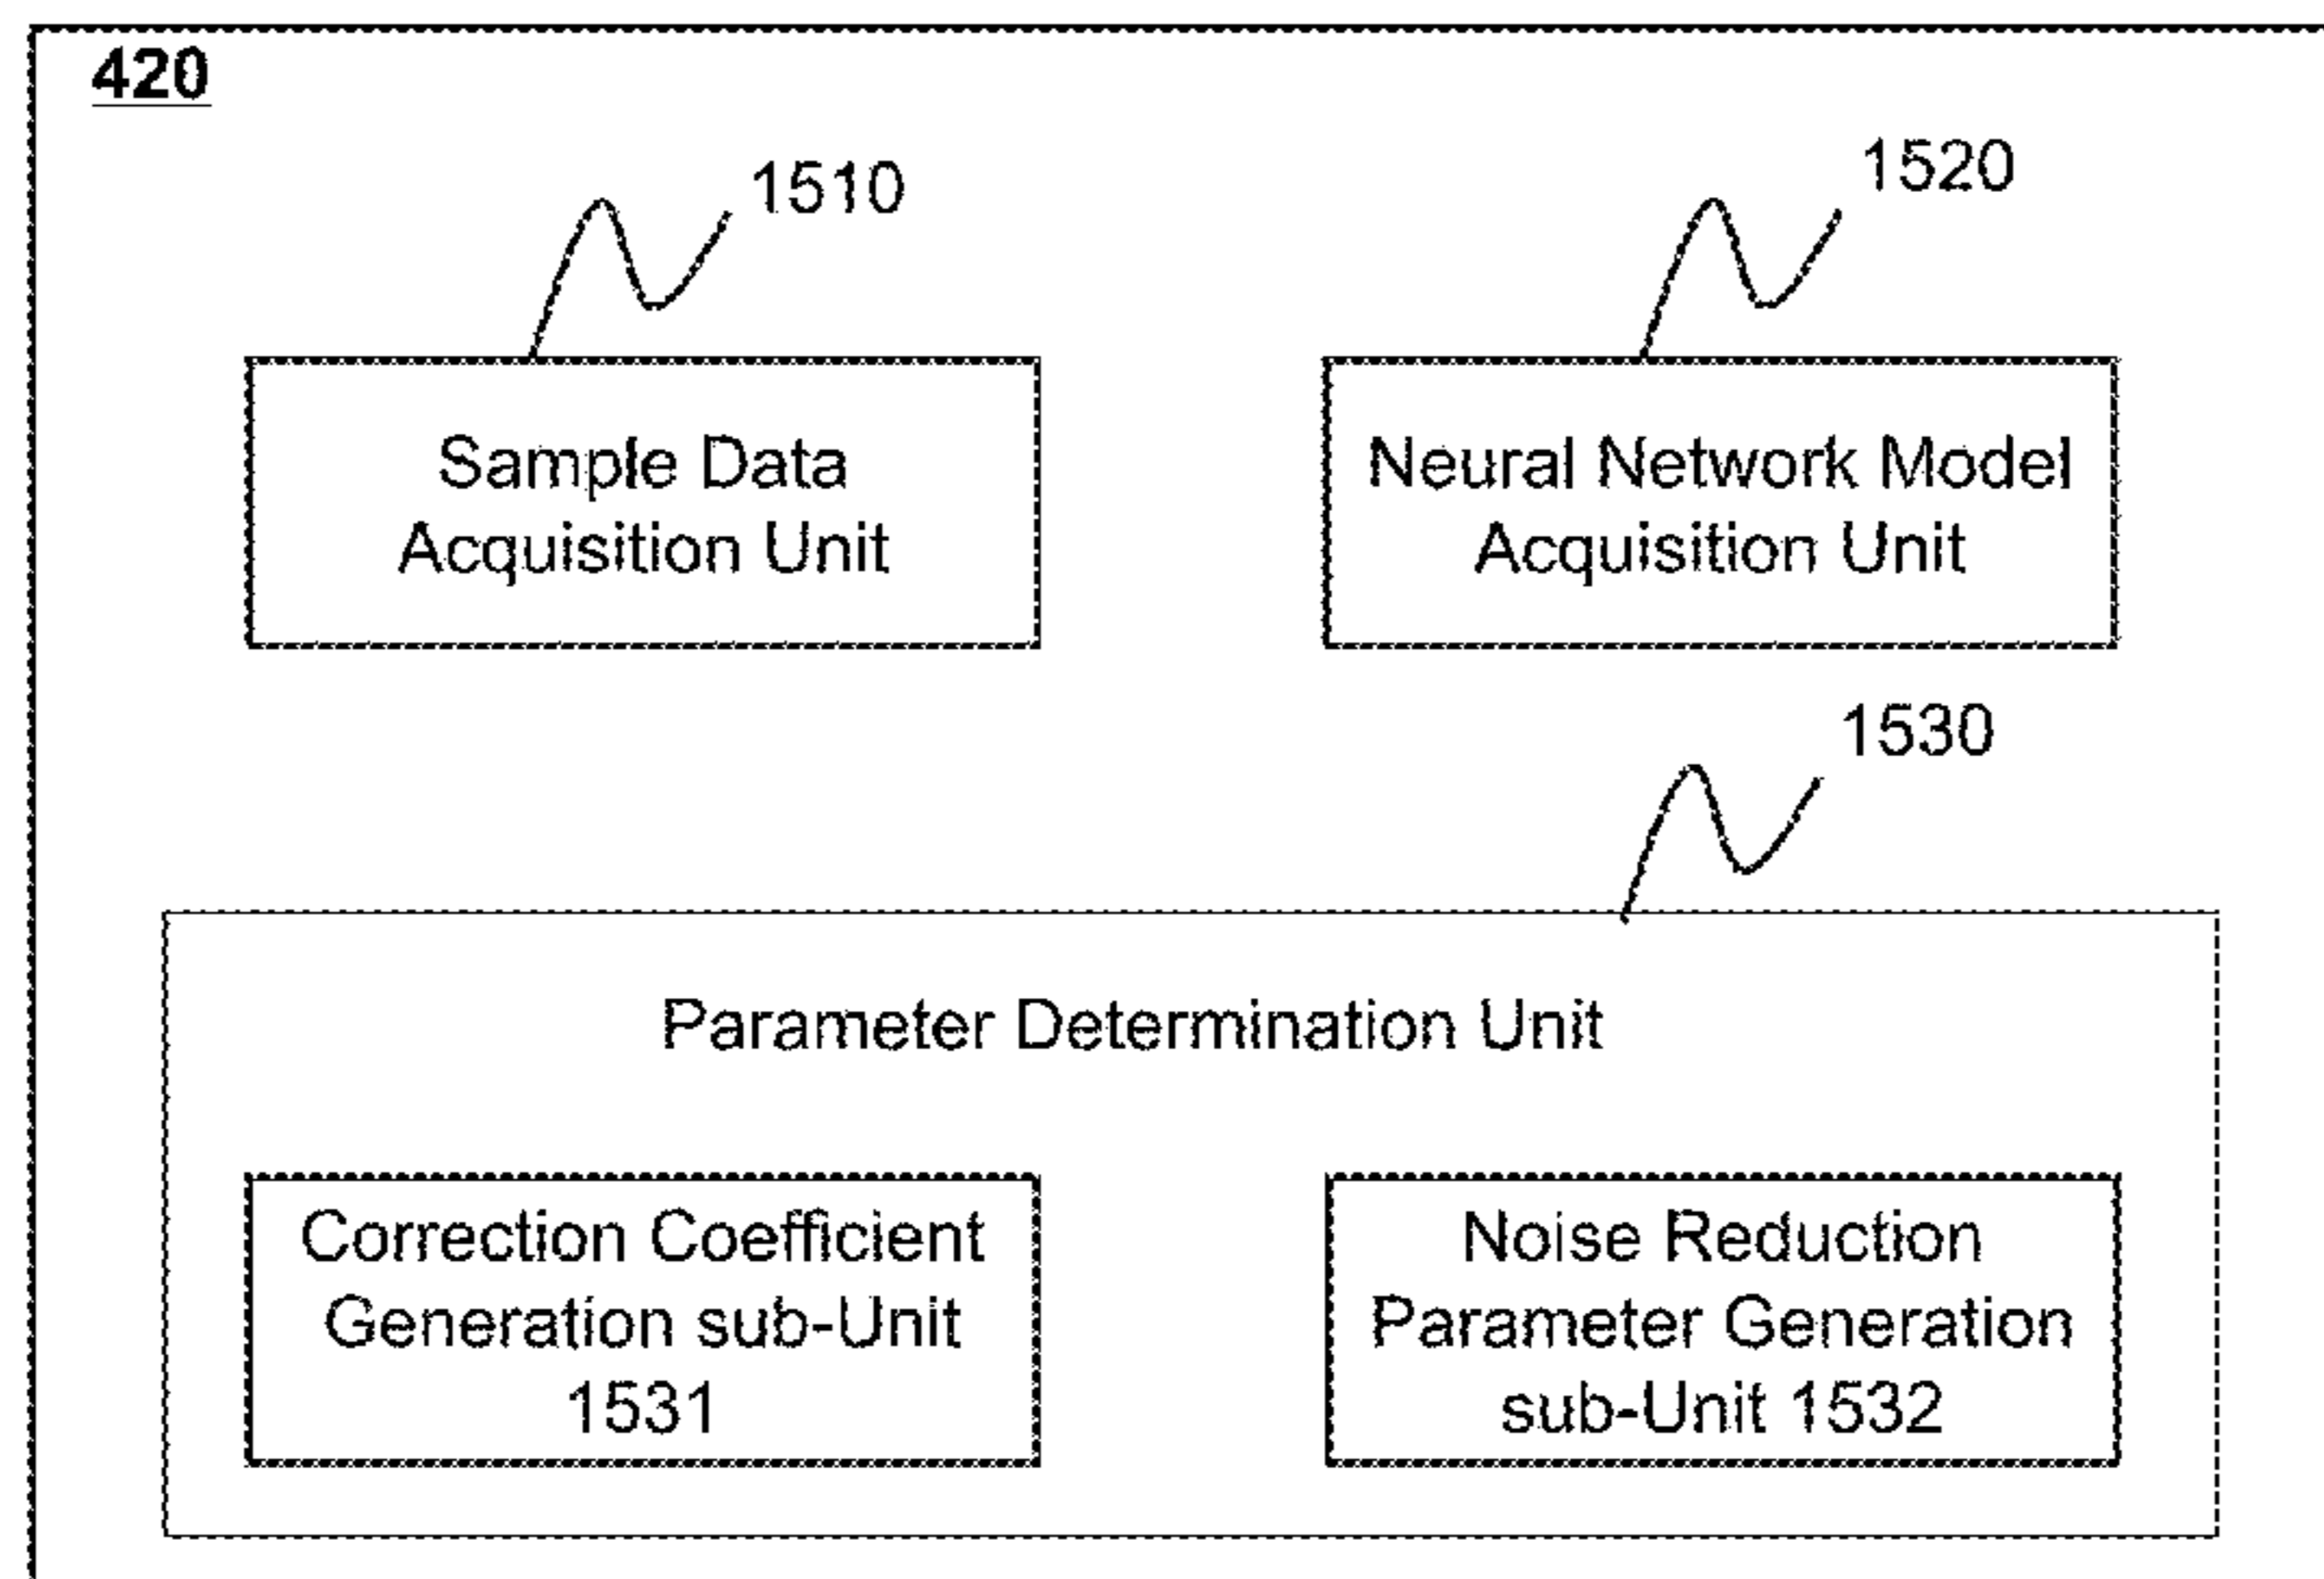 420
1510
1520
Sample Data
Acquisition Unit
Neural Network Model
Acquisition Unit
1530
Parameter Determination Unit
Correction Coefficient
Generation sub-Unit
1531
Noise Reduction
Parameter Generation
sub-Unit 1532